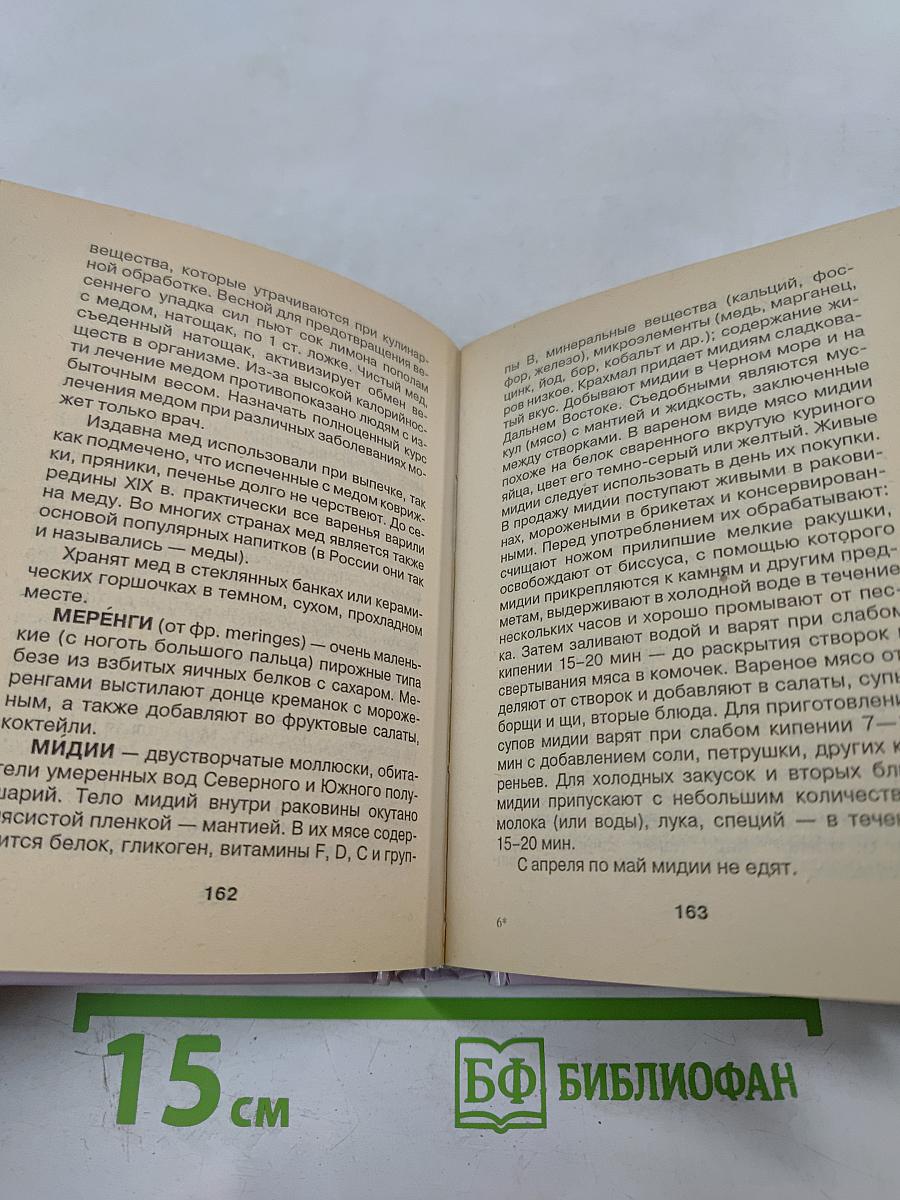 вещества, которые утрачиваются при кулинар-
ной обработке. Весной для предотвращения ве-
сеннего упадка сил пьют сок лимона пополам
с медом, натощак, по 1 ст. ложке. Чистый мед,
съеденный натощак, активизирует обмен ве-
ществ в организме. Из-за высокой калорийнос-
ти лечение медом противопоказано людям с из-
быточным весом. Назначать полноценный курс
лечения медом при различных заболеваниях мо-
жет только врач.
Издавна мед использовали при выпечке, так
как подмечено, что испеченные с медом коврж-
ки, пряники, печенье долго не черствеют. До се-
редины XIX в. практически все варенья варили
на меду. Во многих странах мед является также
основой популярных напитков (в России они так
и назывались — меды).
Хранят мед в стеклянных банках или керами-
ческих горшочках в темном, сухом, прохладном
месте.
МЕРЕ́НГИ (от фр. meringes) — очень малень-
кие (с ноготь большого пальца) пирожные типа
безе из взбитых яичных белков с сахаром. Ме-
ренгами выстилают донце креманок с мороже-
ным, а также добавляют во фруктовые салаты,
коктейли.
МИ́ДИИ — двустворчатые моллюски, обита-
тели умеренных вод Северного и Южного полу-
шарий. Тело мидий внутри раковины окутано
мясистой пленкой — мантией. В их мясе содер-
ится белок, гликоген, витамины F, D, C и груп-
162
пы В, минеральные вещества (кальций, фос-
фор, железо), микроэлементы (медь, марганец,
цинк, йод, бор, кобальт и др.); содержание жи-
ров низкое. Крахмал придает мидиям сладкова-
тый вкус. Добывают мидии в Черном море и на
Дальнем Востоке. Съедобными являются мус-
кул (мясо) с мантией и жидкость, заключенные
между створками. В вареном виде мясо мидии
похоже на белок сваренного вкрутую куриного
яйца, цвет его темно-серый или желтый. Живые
мидии следует использовать в день их покупки.
В продажу мидии поступают живыми в ракови-
нах, морожеными в брикетах и консервирован-
ными. Перед употреблением их обрабатывают:
счищают ножом прилипшие мелкие ракушки,
освобождают от биссуса, с помощью которого
мидии прикрепляются к камням и другим пред-
метам, выдерживают в холодной воде в течение
нескольких часов и хорошо промывают от пес-
ка. Затем заливают водой и варят при слабом
кипении 15–20 мин — до раскрытия створок и
свертывания мяса в комочек. Вареное мясо от-
деляют от створок и добавляют в салаты, супы,
борщи и щи, вторые блюда. Для приготовлени
супов мидии варят при слабом кипении 7—
мин с добавлением соли, петрушки, других к
реньев. Для холодных закусок и вторых бл
мидии припускают с небольшим количеств
молока (или воды), лука, специй — в течен
15–20 мин.
С апреля по май мидии не едят.
6*
163
15 см
БФ БИБЛИОФАН